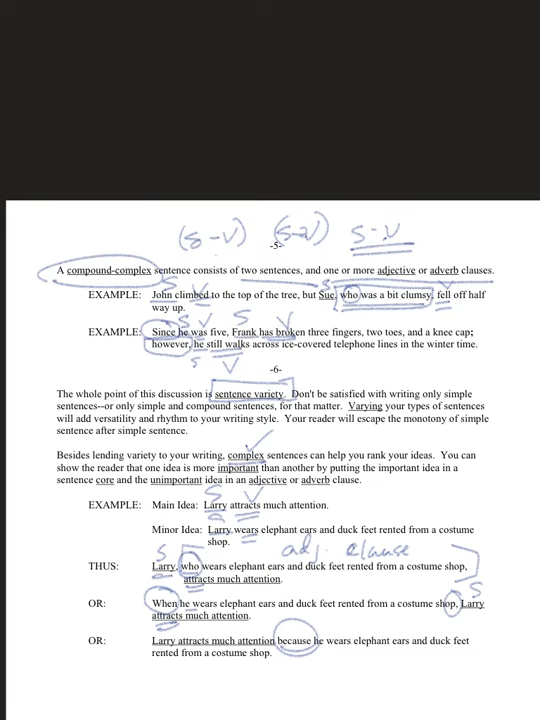 (S-V) (S-V) S-V
-5-
A compound-complex sentence consists of two sentences, and one or more adjective or adverb clauses.
S V S
EXAMPLE: John climbed to the top of the tree, but Sue, who was a bit clumsy, fell off half
way up.
S V S V
EXAMPLE: Since he was five, Frank has broken three fingers, two toes, and a knee cap;
however, he still walks across ice-covered telephone lines in the winter time.
S V
-6-
The whole point of this discussion is sentence variety. Don't be satisfied with writing only simple
sentences--or only simple and compound sentences, for that matter. Varying your types of sentences
will add versatility and rhythm to your writing style. Your reader will escape the monotony of simple
sentence after simple sentence.
Besides lending variety to your writing, complex sentences can help you rank your ideas. You can
show the reader that one idea is more important than another by putting the important idea in a
sentence core and the unimportant idea in an adjective or adverb clause.
S V
EXAMPLE: Main Idea: Larry attracts much attention.
S V
Minor Idea: Larry wears elephant ears and duck feet rented from a costume
shop.
S adj. clause
THUS: Larry, who wears elephant ears and duck feet rented from a costume shop,
attracts much attention.
S
OR: When he wears elephant ears and duck feet rented from a costume shop, Larry
attracts much attention.
OR: Larry attracts much attention because he wears elephant ears and duck feet
rented from a costume shop.